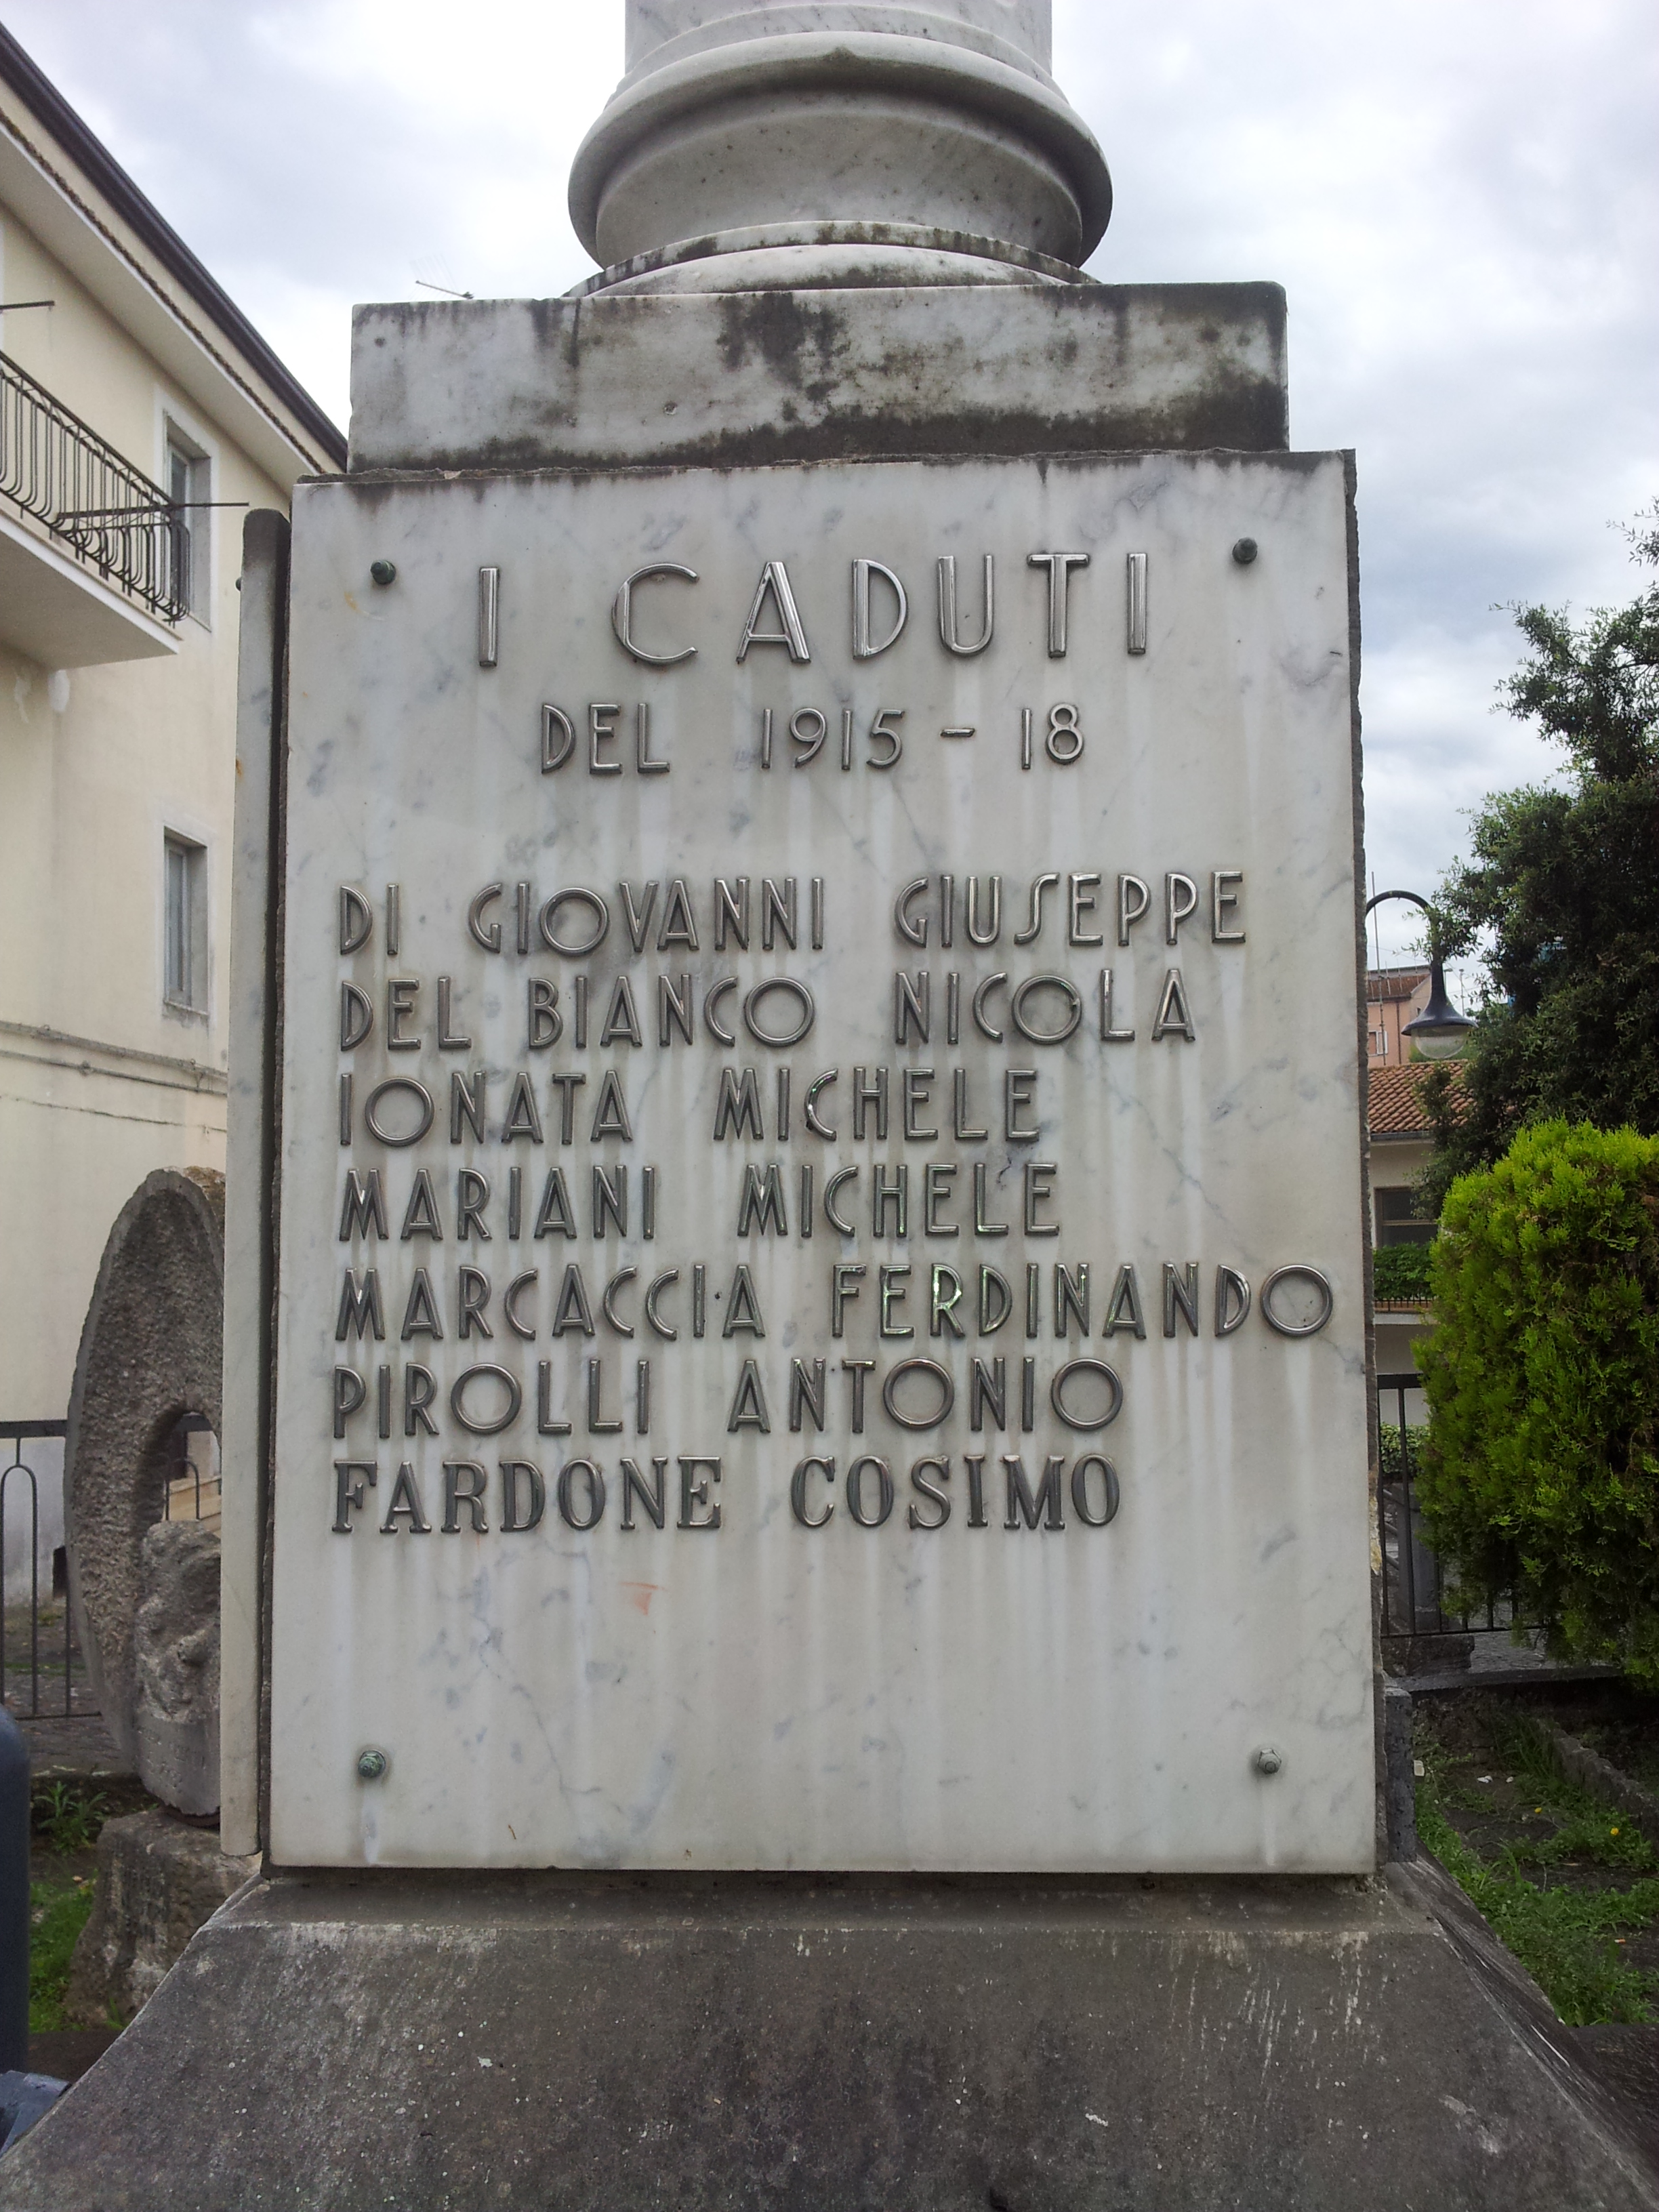 I CADUTI
DEL 1915 - 18
DI GIOVANNI GIUSEPPE
DEL BIANCO NICOLA
IONATA MICHELE
MARIANI MICHELE
MARCACCIA FERDINANDO
PIROLLI ANTONIO
FARDONE COSIMO